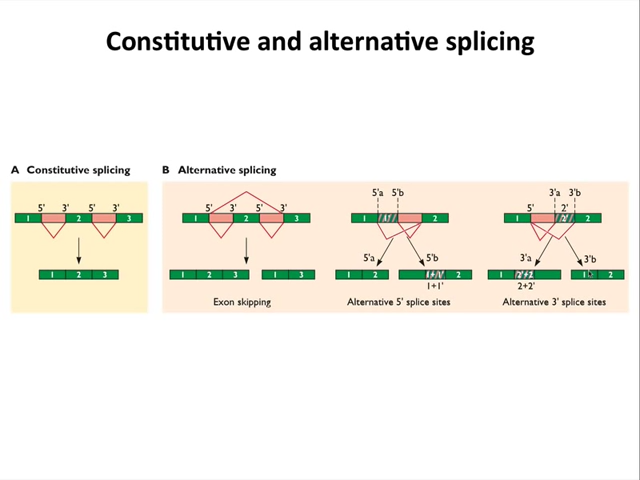 Constitutive and alternative splicing
A Constitutive splicing
5' 3' 5' 3'
1 2 3
1 2 3
B Alternative splicing
5' 3' 5' 3'
1 2 3
1 2 3 1 3
Exon skipping
5'a 5'b
1 1' 2
5'a 5'b
1 2 1+1' 2
1+1'
Alternative 5' splice sites
3'a 3'b
5' 2'
1 2' 2
3'a 3'b
1 2'+2 1 2
2+2'
Alternative 3' splice sites